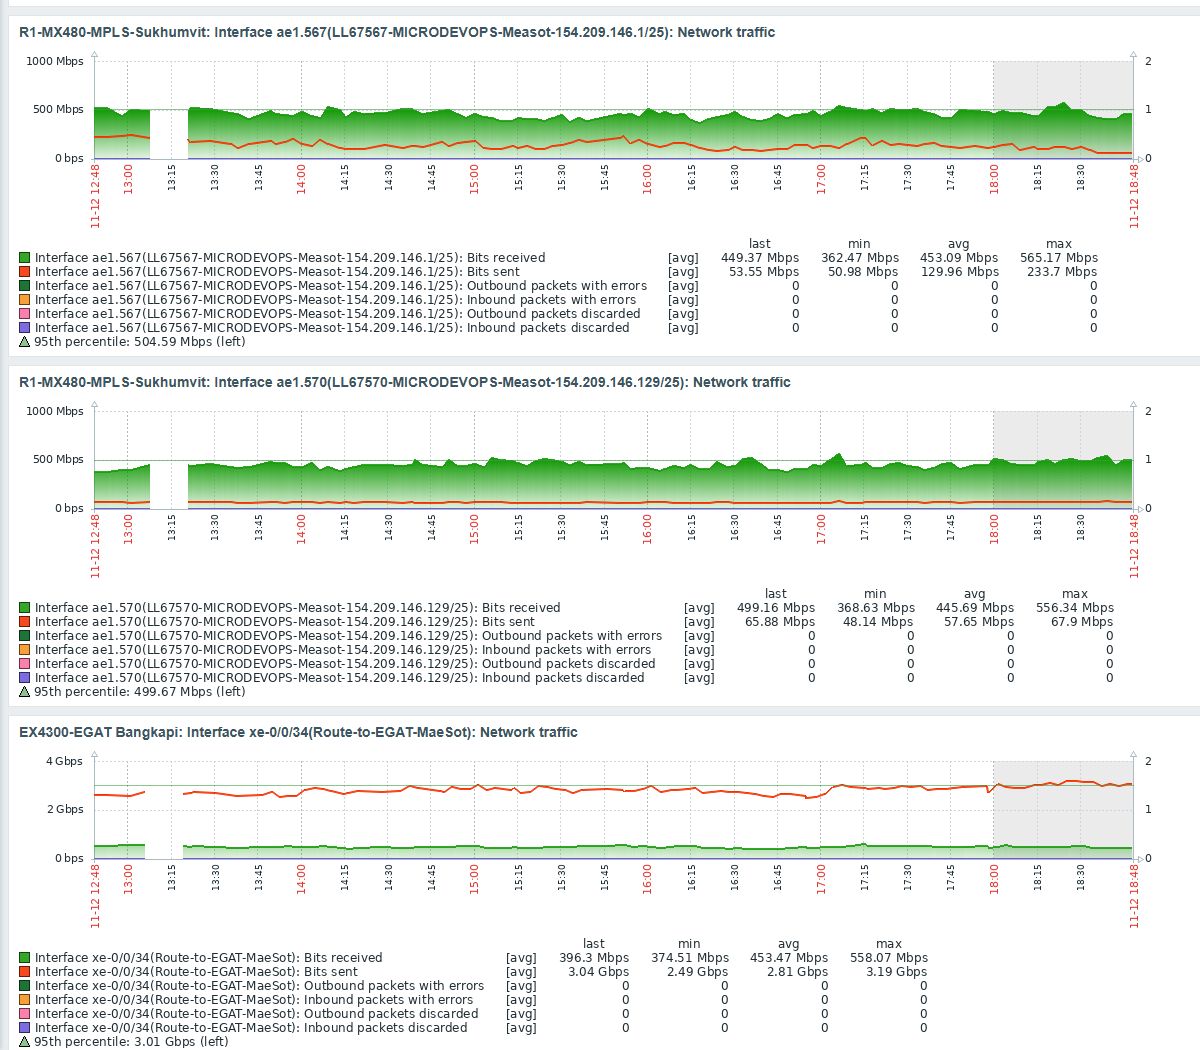 R1-MX480-MPLS-Sukhumvit: Interface ae1.567(LL67567-MICRODEVOPS-Measot-154.209.146.1/25): Network traffic
1000 Mbps 2
500 Mbps 1
0 bps 0
11-12 12:48 13:00 13:15 13:30 13:45 14:00 14:15 14:30 14:45 15:00 15:15 15:30 15:45 16:00 16:15 16:30 16:45 17:00 17:15 17:30 17:45 18:00 18:15 18:30 11-12 18:48
last min avg max
Interface ae1.567(LL67567-MICRODEVOPS-Measot-154.209.146.1/25): Bits received [avg] 449.37 Mbps 362.47 Mbps 453.09 Mbps 565.17 Mbps
Interface ae1.567(LL67567-MICRODEVOPS-Measot-154.209.146.1/25): Bits sent [avg] 53.55 Mbps 50.98 Mbps 129.96 Mbps 233.7 Mbps
Interface ae1.567(LL67567-MICRODEVOPS-Measot-154.209.146.1/25): Outbound packets with errors [avg] 0 0 0 0
Interface ae1.567(LL67567-MICRODEVOPS-Measot-154.209.146.1/25): Inbound packets with errors [avg] 0 0 0 0
Interface ae1.567(LL67567-MICRODEVOPS-Measot-154.209.146.1/25): Outbound packets discarded [avg] 0 0 0 0
Interface ae1.567(LL67567-MICRODEVOPS-Measot-154.209.146.1/25): Inbound packets discarded [avg] 0 0 0 0
95th percentile: 504.59 Mbps (left)
R1-MX480-MPLS-Sukhumvit: Interface ae1.570(LL67570-MICRODEVOPS-Measot-154.209.146.129/25): Network traffic
1000 Mbps 2
500 Mbps 1
0 bps 0
11-12 12:48 13:00 13:15 13:30 13:45 14:00 14:15 14:30 14:45 15:00 15:15 15:30 15:45 16:00 16:15 16:30 16:45 17:00 17:15 17:30 17:45 18:00 18:15 18:30 11-12 18:48
last min avg max
Interface ae1.570(LL67570-MICRODEVOPS-Measot-154.209.146.129/25): Bits received [avg] 499.16 Mbps 368.63 Mbps 445.69 Mbps 556.34 Mbps
Interface ae1.570(LL67570-MICRODEVOPS-Measot-154.209.146.129/25): Bits sent [avg] 65.88 Mbps 48.14 Mbps 57.65 Mbps 67.9 Mbps
Interface ae1.570(LL67570-MICRODEVOPS-Measot-154.209.146.129/25): Outbound packets with errors [avg] 0 0 0 0
Interface ae1.570(LL67570-MICRODEVOPS-Measot-154.209.146.129/25): Inbound packets with errors [avg] 0 0 0 0
Interface ae1.570(LL67570-MICRODEVOPS-Measot-154.209.146.129/25): Outbound packets discarded [avg] 0 0 0 0
Interface ae1.570(LL67570-MICRODEVOPS-Measot-154.209.146.129/25): Inbound packets discarded [avg] 0 0 0 0
95th percentile: 499.67 Mbps (left)
EX4300-EGAT Bangkapi: Interface xe-0/0/34(Route-to-EGAT-MaeSot): Network traffic
4 Gbps 2
2 Gbps 1
0 bps 0
11-12 12:48 13:00 13:15 13:30 13:45 14:00 14:15 14:30 14:45 15:00 15:15 15:30 15:45 16:00 16:15 16:30 16:45 17:00 17:15 17:30 17:45 18:00 18:15 18:30 11-12 18:48
last min avg max
Interface xe-0/0/34(Route-to-EGAT-MaeSot): Bits received [avg] 396.3 Mbps 374.51 Mbps 453.47 Mbps 558.07 Mbps
Interface xe-0/0/34(Route-to-EGAT-MaeSot): Bits sent [avg] 3.04 Gbps 2.49 Gbps 2.81 Gbps 3.19 Gbps
Interface xe-0/0/34(Route-to-EGAT-MaeSot): Outbound packets with errors [avg] 0 0 0 0
Interface xe-0/0/34(Route-to-EGAT-MaeSot): Inbound packets with errors [avg] 0 0 0 0
Interface xe-0/0/34(Route-to-EGAT-MaeSot): Outbound packets discarded [avg] 0 0 0 0
Interface xe-0/0/34(Route-to-EGAT-MaeSot): Inbound packets discarded [avg] 0 0 0 0
95th percentile: 3.01 Gbps (left)